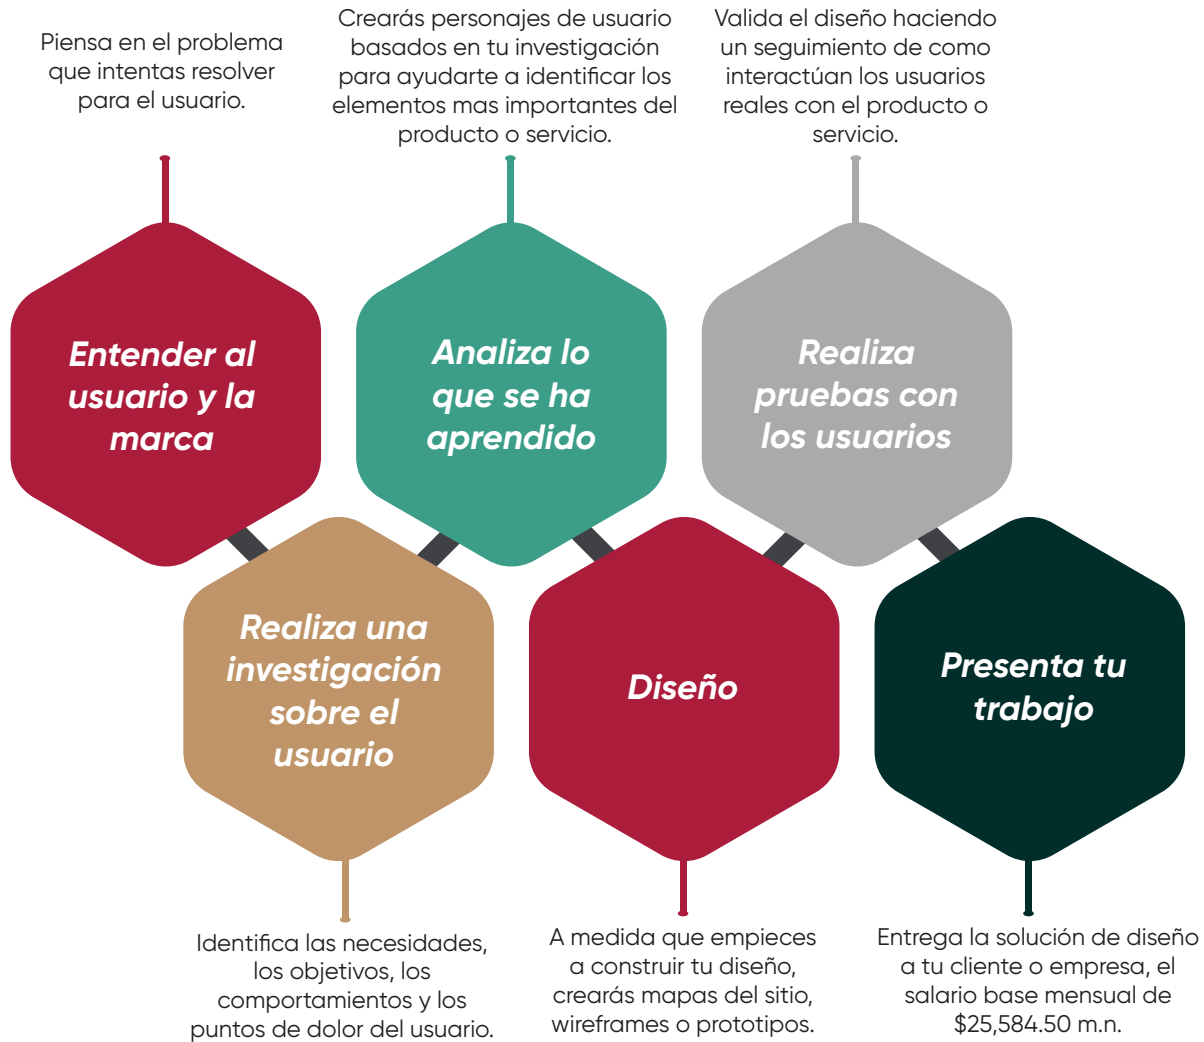 Piensa en el problema
que intentas resolver
para el usuario.
Entender al
usuario y la
marca
Realiza una
investigación
sobre el
usuario
Identifica las necesidades,
los objetivos, los
comportamientos y los
puntos de dolor del usuario.
Crearás personajes de usuario
basados en tu investigación
para ayudarte a identificar los
elementos mas importantes del
producto o servicio.
Analiza lo
que se ha
aprendido
Diseño
A medida que empieces
a construir tu diseño,
crearás mapas del sitio,
wireframes o prototipos.
Valida el diseño haciendo
un seguimiento de como
interactúan los usuarios
reales con el producto o
servicio.
Realiza
pruebas con
los usuarios
Presenta tu
trabajo
Entrega la solución de diseño
a tu cliente o empresa, el
salario base mensual de
$25,584.50 m.n.